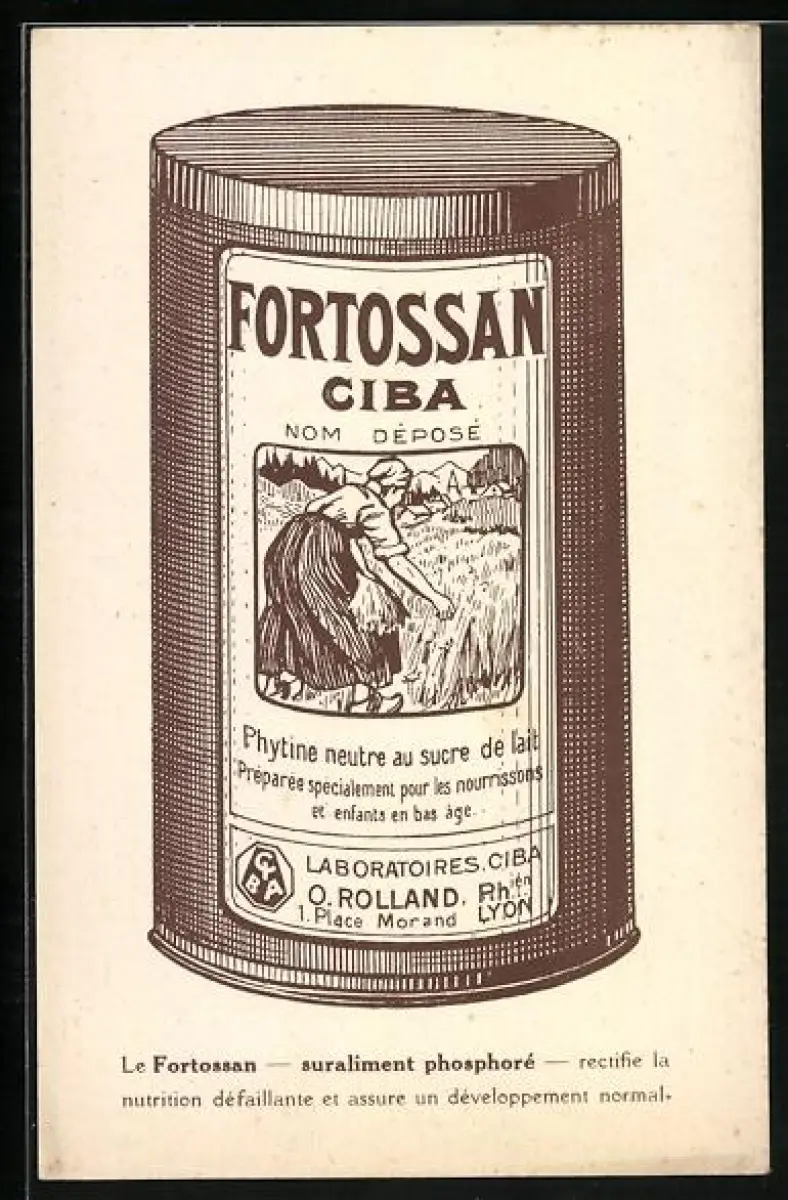 FORTOSSAN
CIBA
NOM DÉPOSÉ
Phytine neutre au sucre de lait
Préparée spécialement pour les nourrissons
et enfants en bas âge.
CIBA
LABORATOIRES.CIBA
O. ROLLAND. Ph.ién
1. Place Morand LYON
Le Fortossan — suraliment phosphoré — rectifie la
nutrition défaillante et assure un développement normal.